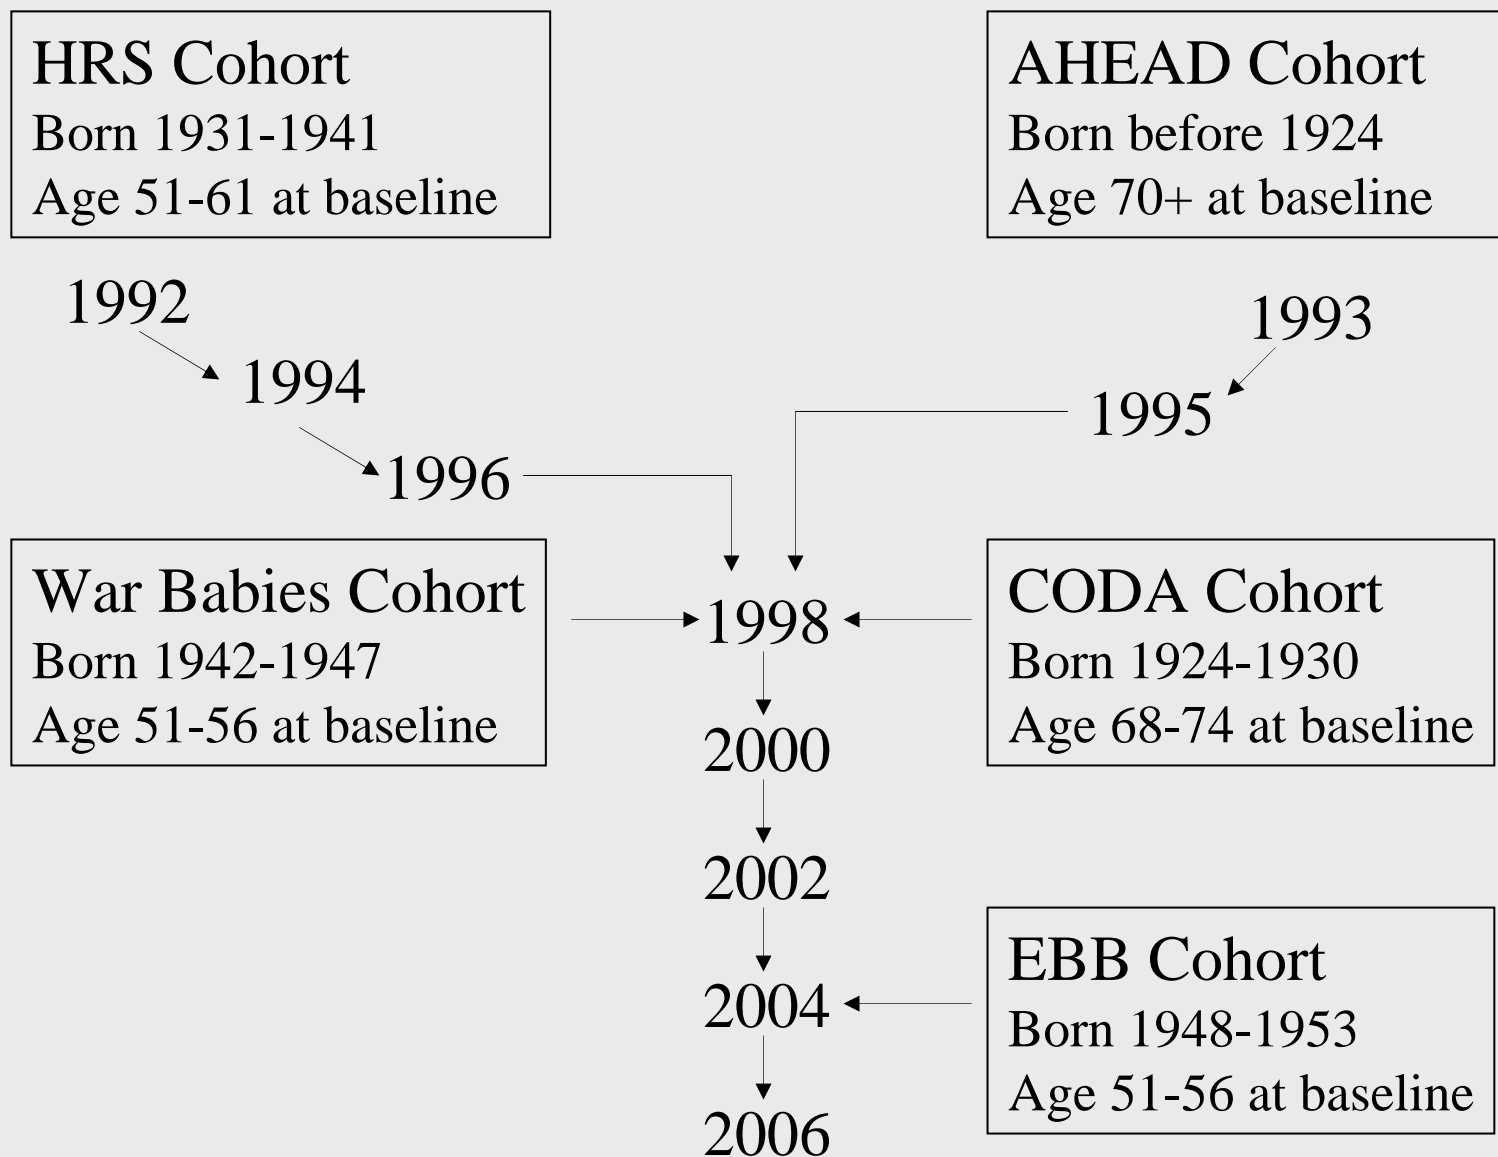 HRS Cohort
Born 1931-1941
Age 51-61 at baseline
AHEAD Cohort
Born before 1924
Age 70+ at baseline
1992
1993
1994
1995
1996
War Babies Cohort
Born 1942-1947
Age 51-56 at baseline
1998
CODA Cohort
Born 1924-1930
Age 68-74 at baseline
2000
2002
2004
EBB Cohort
Born 1948-1953
Age 51-56 at baseline
2006